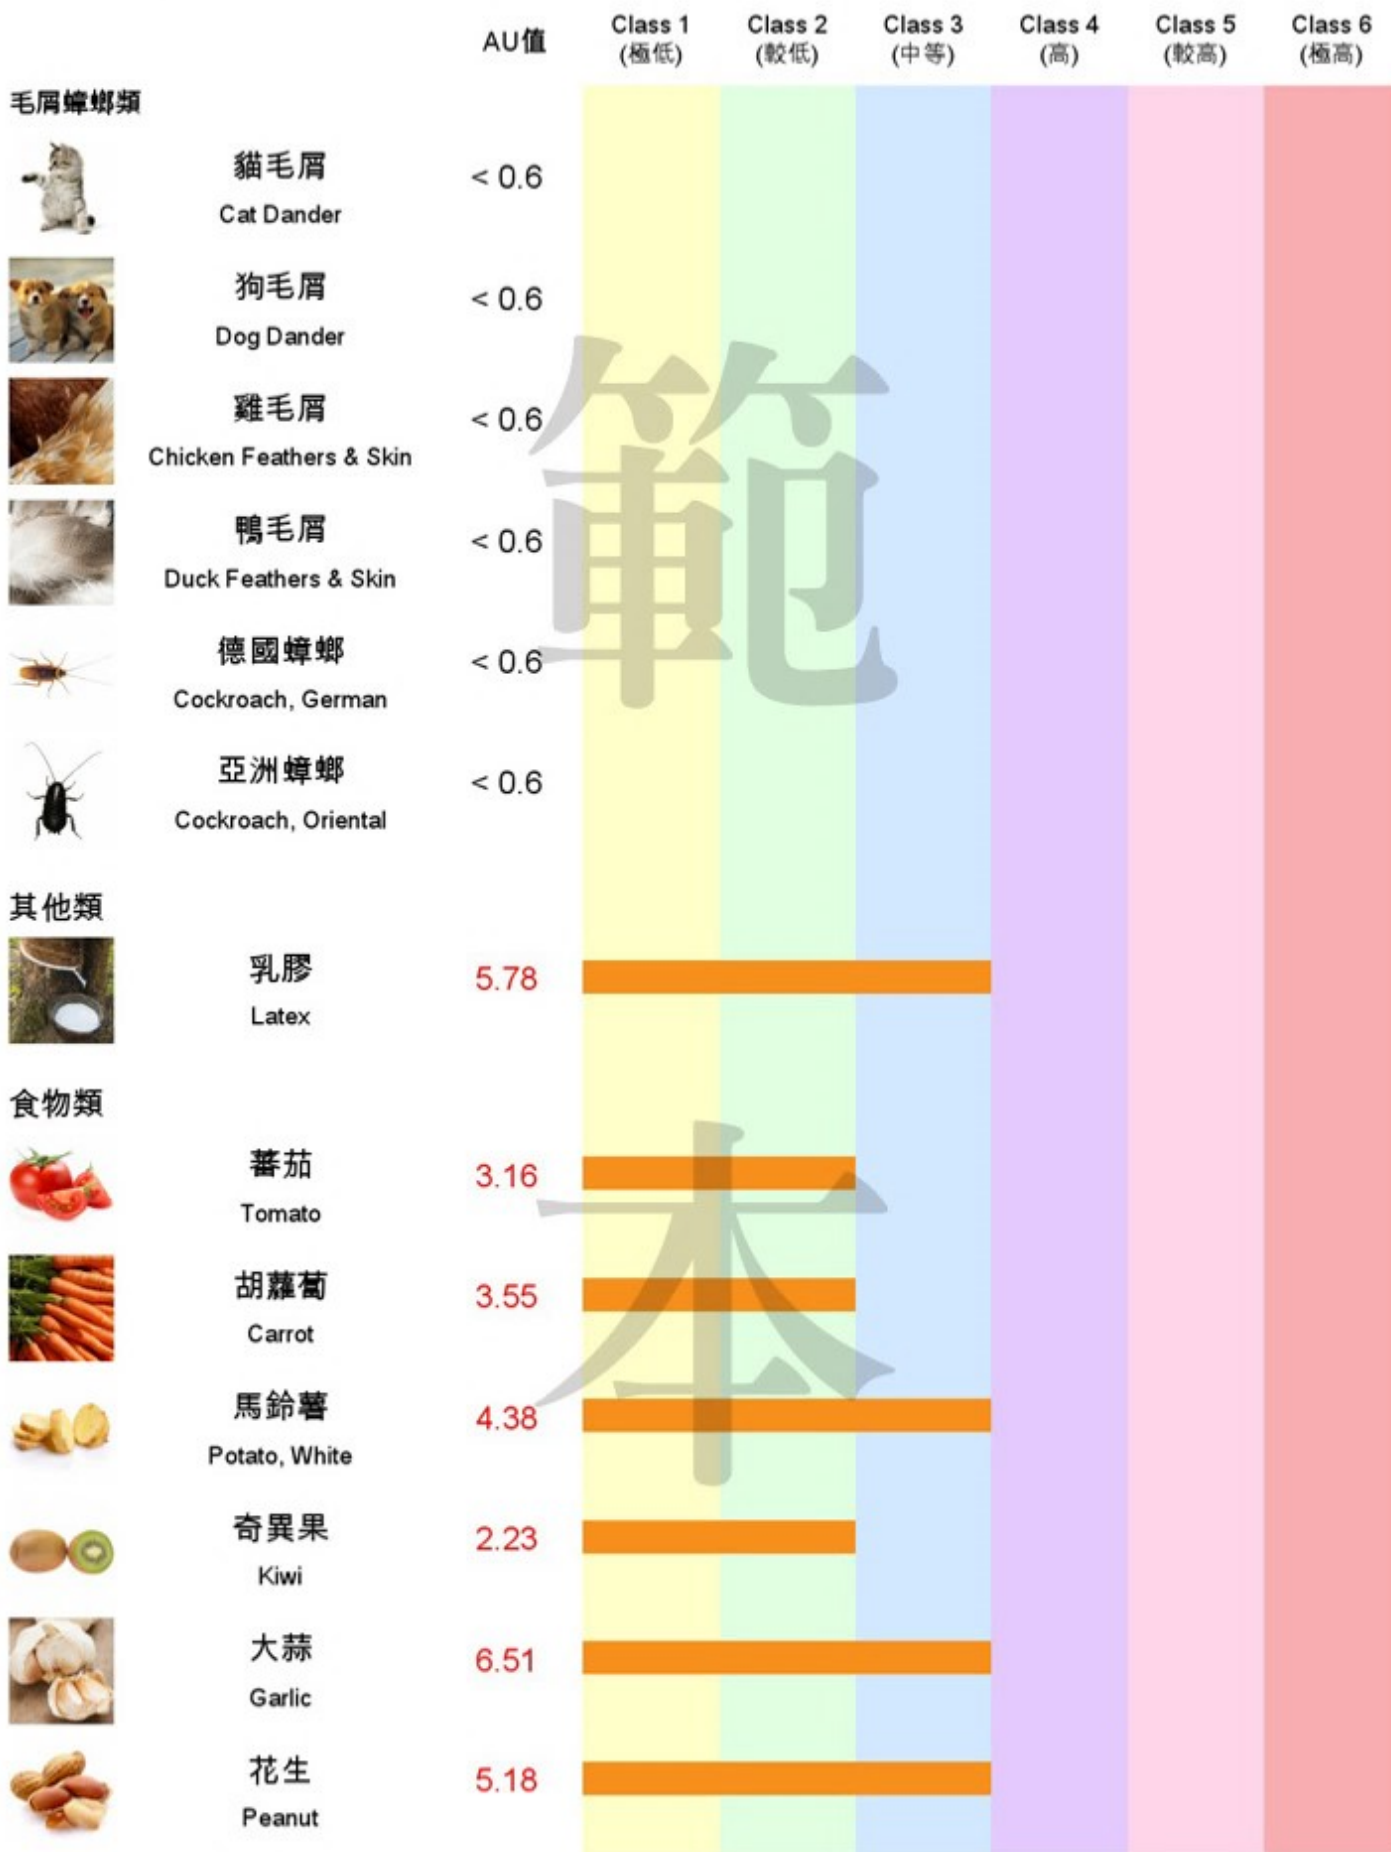 AU值
Class 1
(極低)
Class 2
(較低)
Class 3
(中等)
Class 4
(高)
Class 5
(較高)
Class 6
(極高)
毛屑蟑螂類
貓毛屑
Cat Dander
< 0.6
狗毛屑
Dog Dander
< 0.6
雞毛屑
Chicken Feathers & Skin
< 0.6
鴨毛屑
Duck Feathers & Skin
< 0.6
德國蟑螂
Cockroach, German
< 0.6
亞洲蟑螂
Cockroach, Oriental
< 0.6
其他類
乳膠
Latex
5.78
食物類
蕃茄
Tomato
3.16
胡蘿蔔
Carrot
3.55
馬鈴薯
Potato, White
4.38
奇異果
Kiwi
2.23
大蒜
Garlic
6.51
花生
Peanut
5.18
範
本